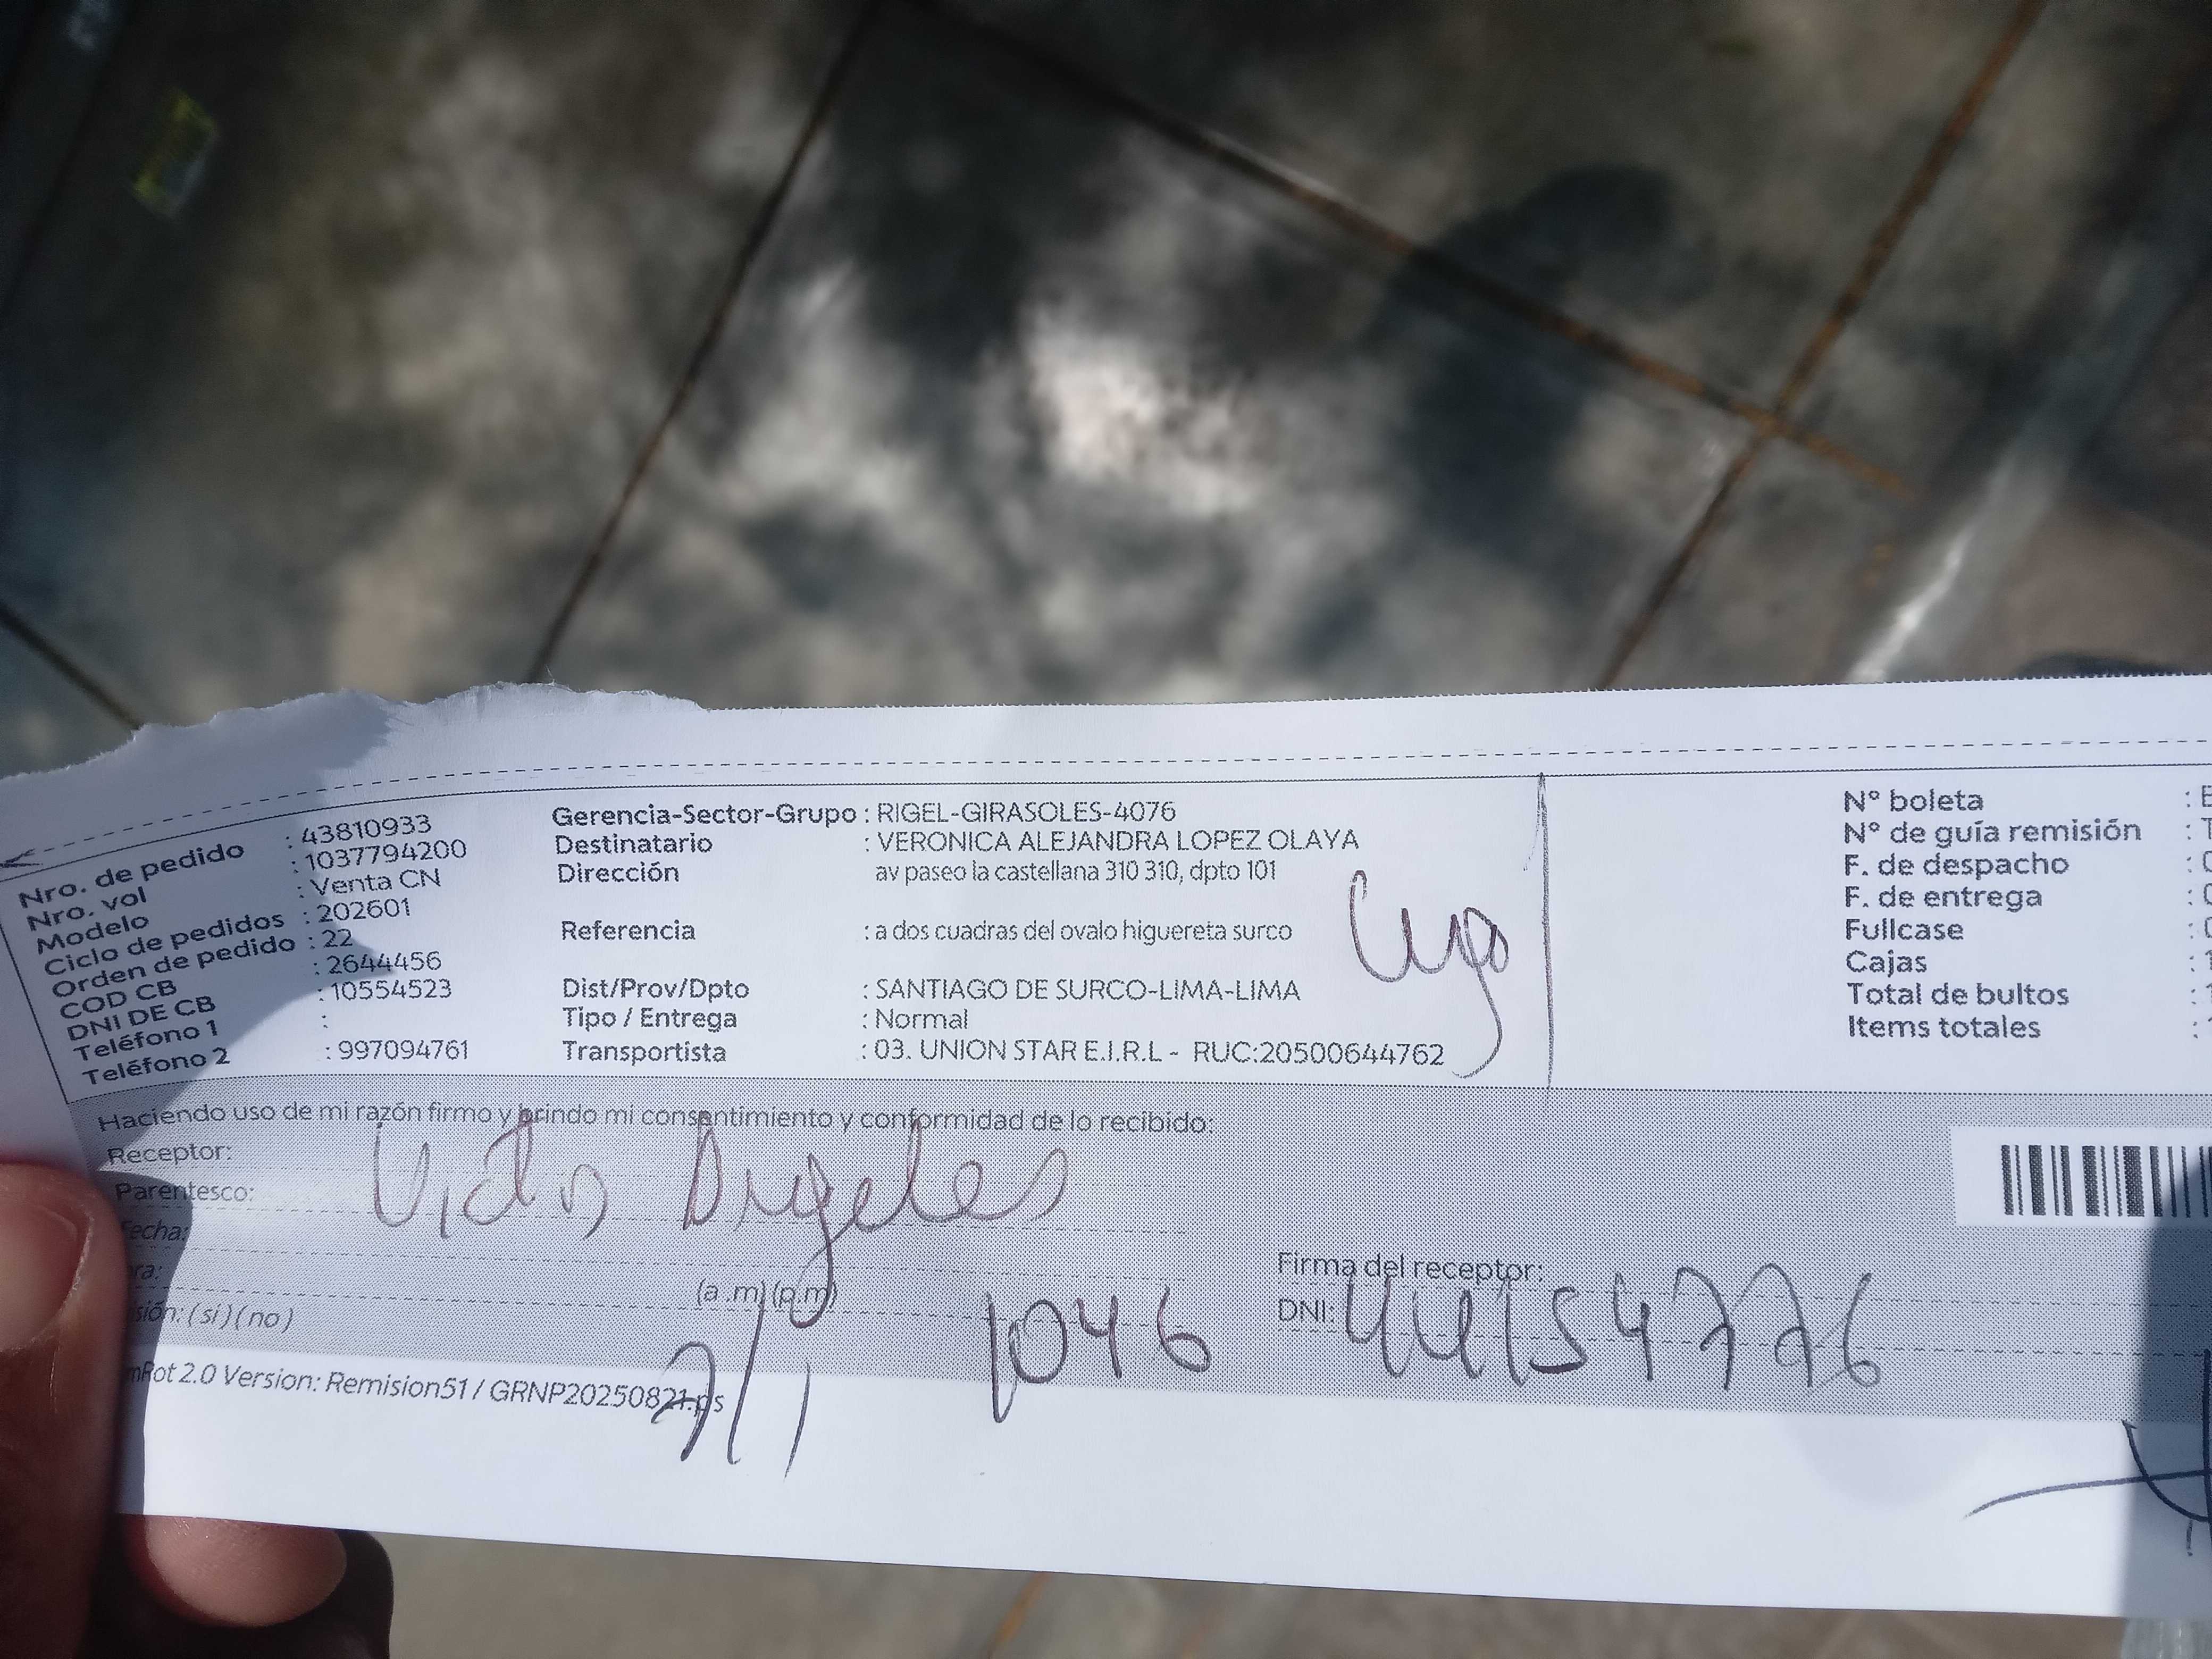 Nro. de pedido : 43810933
Nro. vol : 1037794200
Modelo : Venta CN
Ciclo de pedidos : 202601
Orden de pedido : 22
COD CB : 2644456
DNI DE CB : 10554523
Teléfono 1 :
Teléfono 2 : 997094761
Gerencia-Sector-Grupo : RIGEL-GIRASOLES-4076
Destinatario : VERONICA ALEJANDRA LOPEZ OLAYA
Dirección av paseo la castellana 310 310, dpto 101
Referencia : a dos cuadras del ovalo higuereta surco
Dist/Prov/Dpto : SANTIAGO DE SURCO-LIMA-LIMA
Tipo / Entrega : Normal
Transportista : 03. UNION STAR E.I.R.L - RUC:20500644762
N° boleta :
N° de guía remisión :
F. de despacho :
F. de entrega :
Fullcase :
Cajas :
Total de bultos :
Items totales :
Haciendo uso de mi razón firmo y brindo mi consentimiento y conformidad de lo recibido:
Receptor: Victor Angeles
Parentesco:
Fecha:
(a .m) (p.m)
(si) (no)
1046
Firma del receptor:
DNI: 44154776
2.0 Version: Remision51 / GRNP20250821.ps